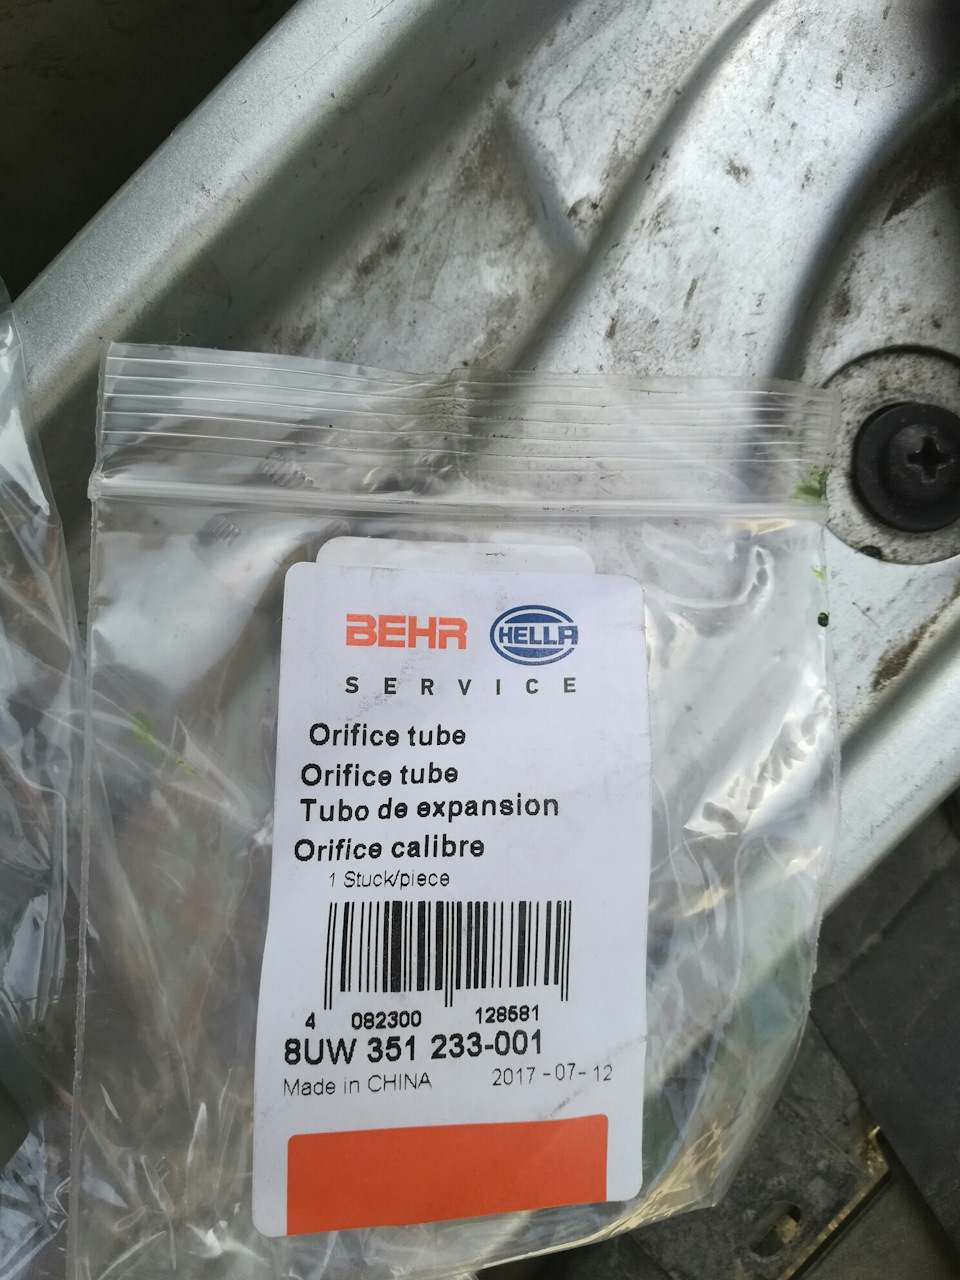 BEHR HELLA
SERVICE
Orifice tube
Orifice tube
Tubo de expansion
Orifice calibre
1 Stuck/piece
4 082300 128581
8UW 351 233-001
Made in CHINA 2017-07-12